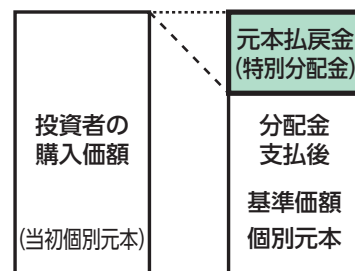 投資者の
購入価額
(当初個別元本)
元本払戻金
(特別分配金)
分配金
支払後
基準価額
個別元本